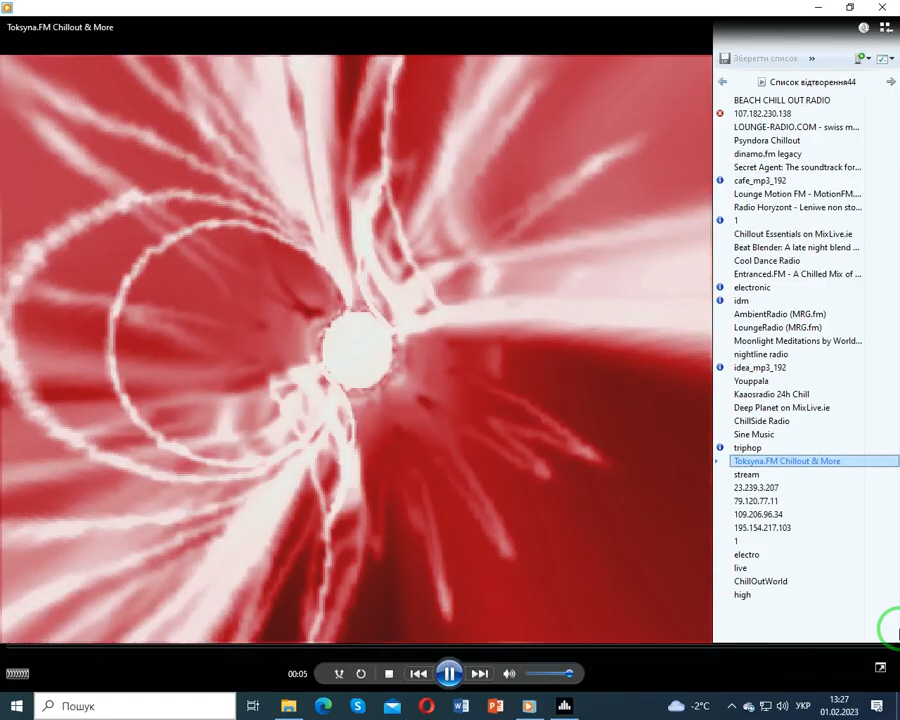 Toksyna.FM Chillout & More
Зберегти список
»
Список відтворення44
BEACH CHILL OUT RADIO
107.182.230.138
LOUNGE-RADIO.COM - swiss m...
Psyndora Chillout
dinamo.fm legacy
Secret Agent: The soundtrack for...
cafe_mp3_192
Lounge Motion FM - MotionFM....
Radio Horyzont - Leniwe non sto...
1
Chillout Essentials on MixLive.ie
Beat Blender: A late night blend ...
Cool Dance Radio
Entranced.FM - A Chilled Mix of ...
electronic
idm
AmbientRadio (MRG.fm)
LoungeRadio (MRG.fm)
Moonlight Meditations by World...
nightline radio
idea_mp3_192
Youppala
Kaaosradio 24h Chill
Deep Planet on MixLive.ie
ChillSide Radio
Sine Music
triphop
Toksyna.FM Chillout & More
stream
23.239.3.207
79.120.77.11
109.206.96.34
195.154.217.103
1
electro
live
ChillOutWorld
high
00:05
Пошук
-2°C
УКР
13:27
01.02.2023